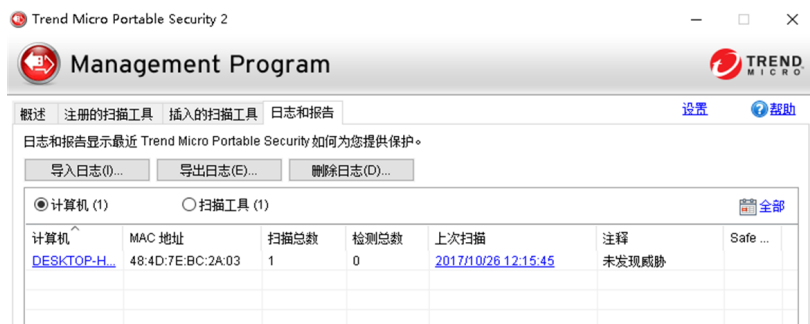 Trend Micro Portable Security 2
Management Program
TREND MICRO
概述 注册的扫描工具 插入的扫描工具 日志和报告 设置 帮助
日志和报告显示最近 Trend Micro Portable Security 如何为您提供保护。
导入日志(I)... 导出日志(E)... 删除日志(D)...
计算机 (1) 扫描工具 (1) 全部
计算机 MAC 地址 扫描总数 检测总数 上次扫描 注释 Safe ...
DESKTOP-H... 48:4D:7E:BC:2A:03 1 0 2017/10/26 12:15:45 未发现威胁